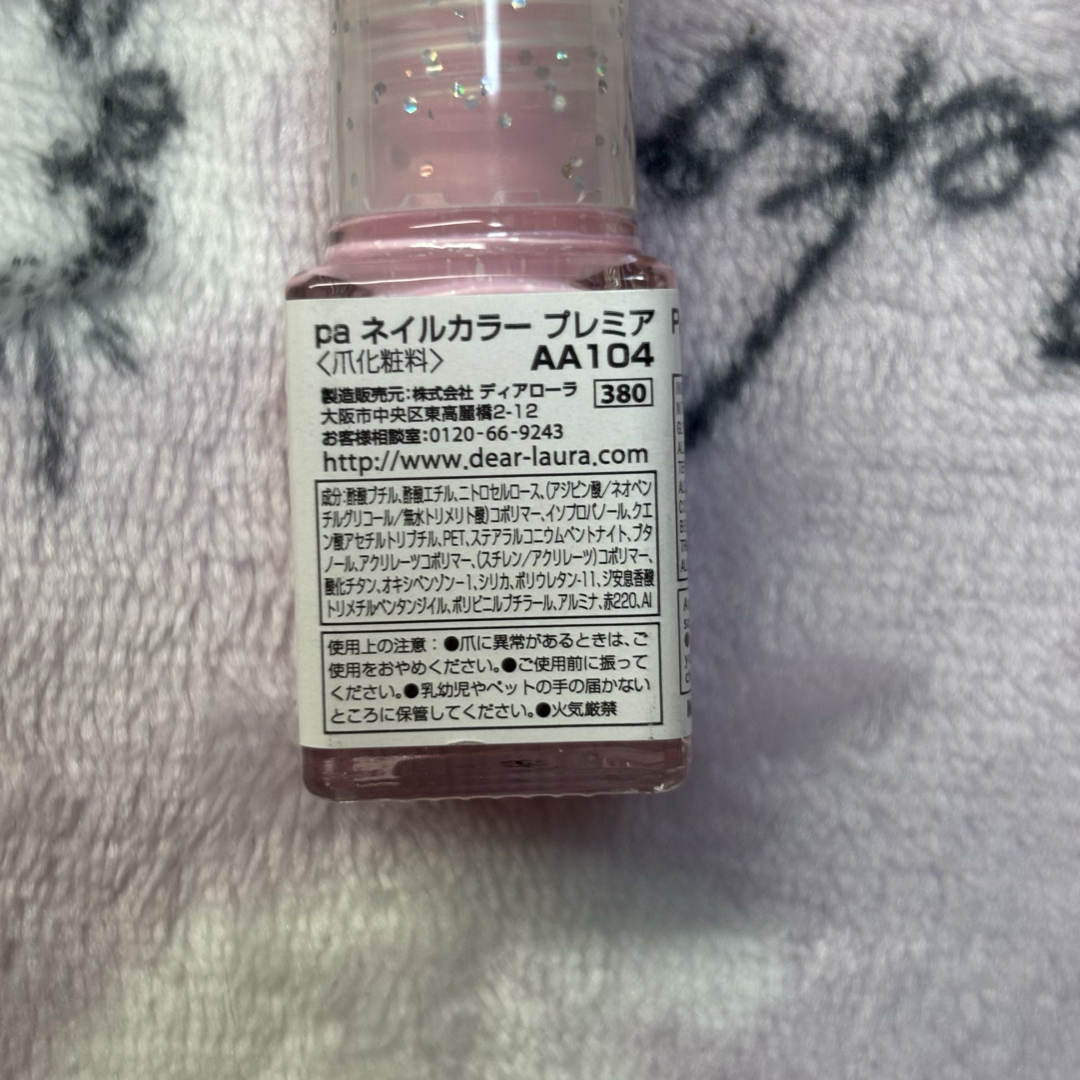 pa ネイルカラー プレミア
〈爪化粧料〉 AA104
製造販売元:株式会社 ディアローラ 380
大阪市中央区東高麗橋2-12
お客様相談室:0120-66-9243
http://www.dear-laura.com
成分:酢酸ブチル、酢酸エチル、ニトロセルロース、(アジピン酸/ネオペン
チルグリコール/無水トリメリト酸)コポリマー、イソプロパノール、クエ
ン酸アセチルトリブチル、PET、ステアラルコニウムベントナイト、ブタ
ノール、アクリレーツコポリマー、(スチレン/アクリレーツ)コポリマー、
酸化チタン、オキシベンゾン-1、シリカ、ポリウレタン-11、ジ安息香酸
トリメチルペンタンジイル、ポリビニルブチラール、アルミナ、赤220、Al
使用上の注意：●爪に異常があるときは、ご
使用をおやめください。●ご使用前に振って
ください。●乳幼児やペットの手の届かない
ところに保管してください。●火気厳禁